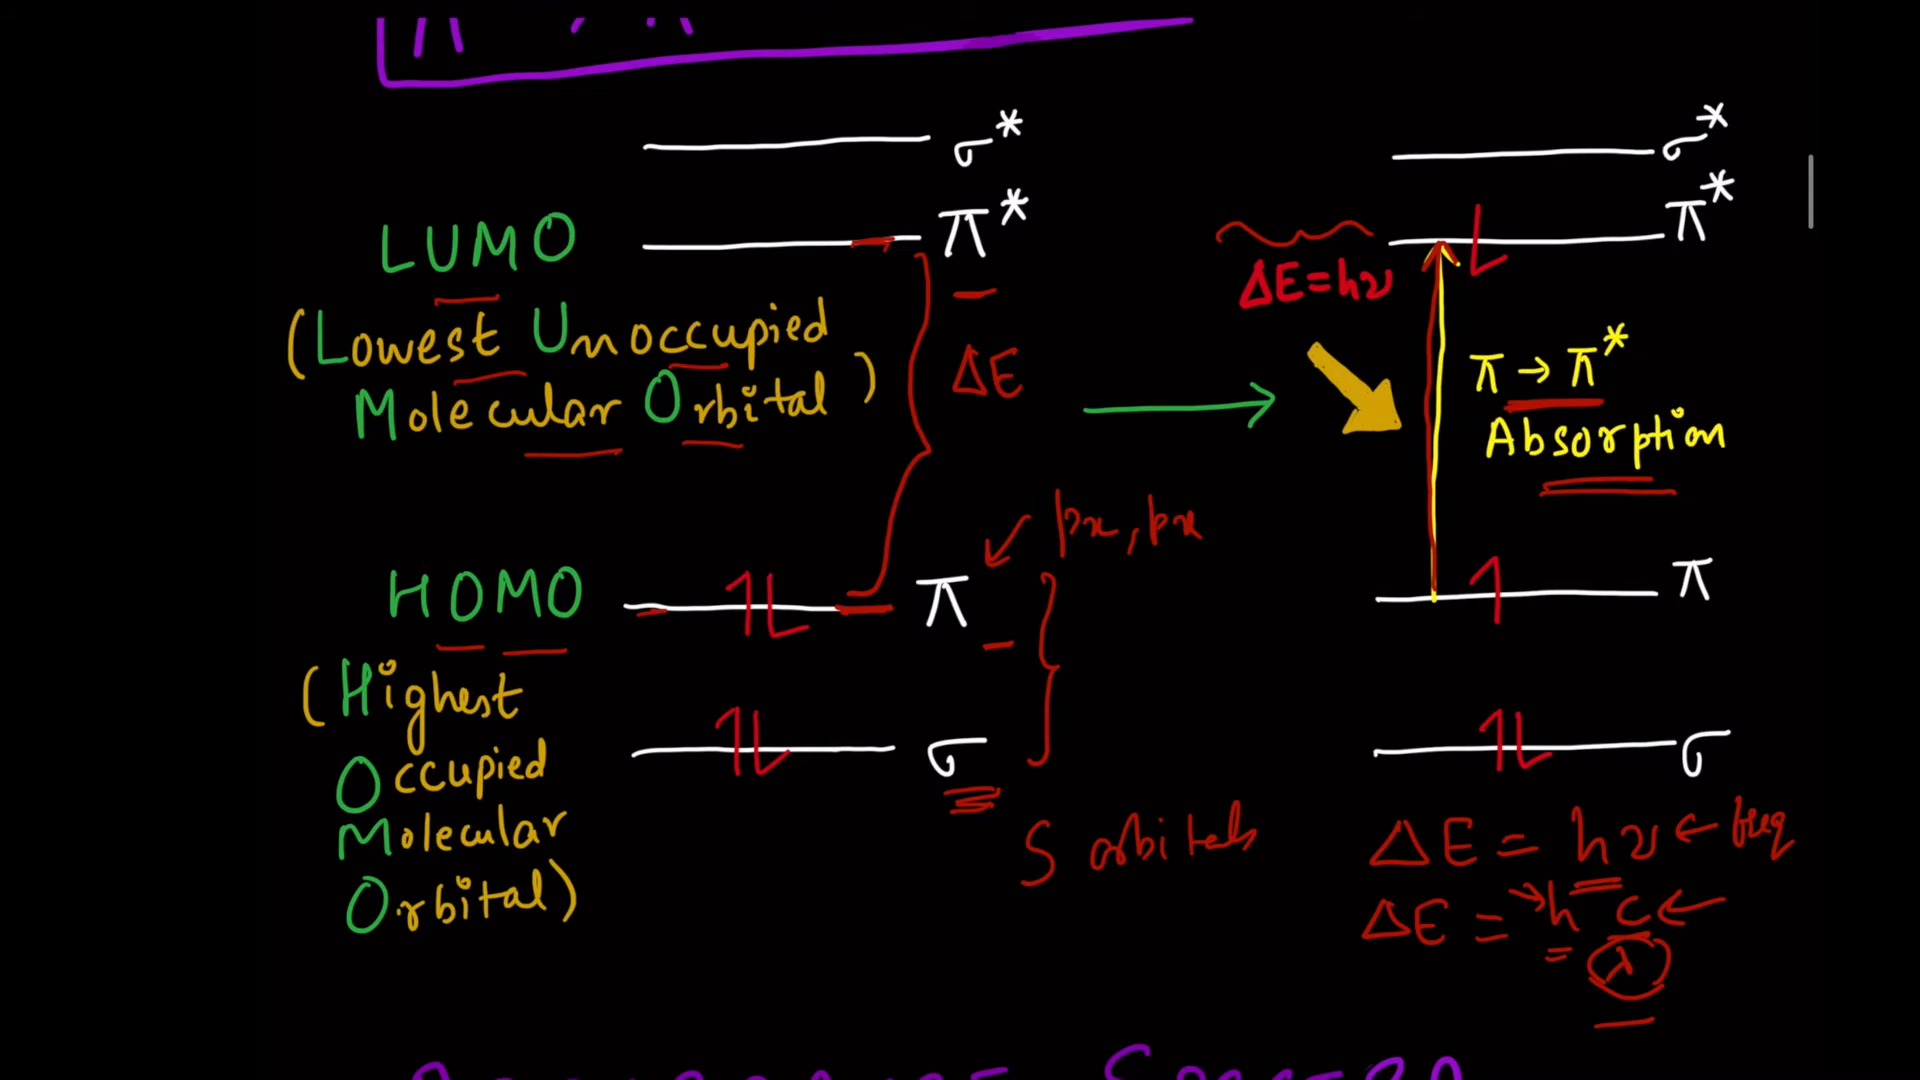 π → π
σ*
π*
LUMO
(Lowest Unoccupied
Molecular Orbital)
ΔE
HOMO
π
px, px
(Highest
Occupied
Molecular
Orbital)
σ
S orbitals
σ*
π*
ΔE=hν
π → π*
Absorption
π
σ
ΔE = hν ← freq
ΔE = → h c ←
λ